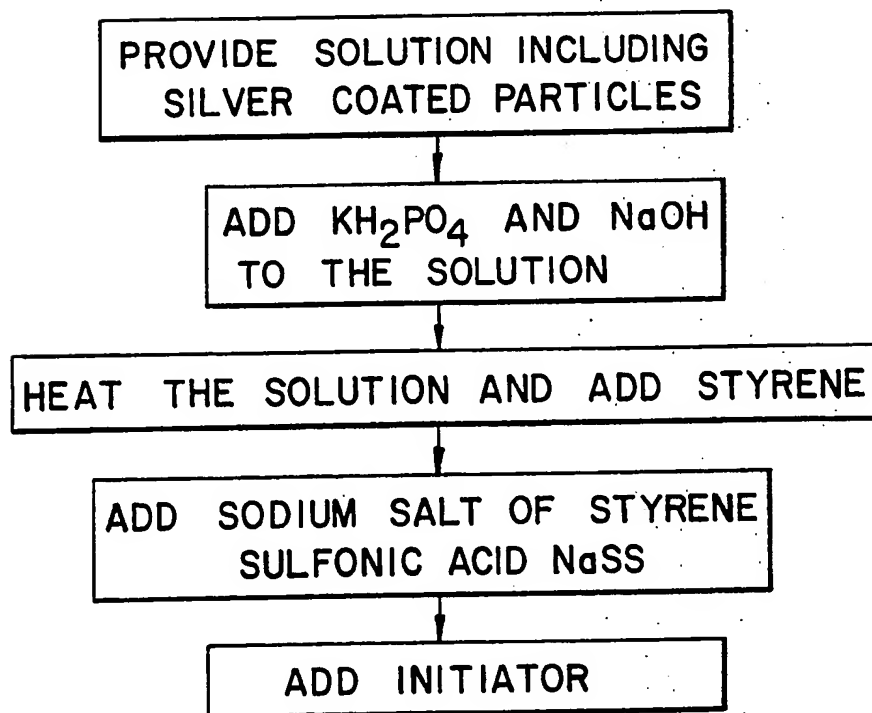 PROVIDE SOLUTION INCLUDING
SILVER COATED PARTICLES
ADD KH₂PO₄ AND NaOH
TO THE SOLUTION
HEAT THE SOLUTION AND ADD STYRENE
ADD SODIUM SALT OF STYRENE
SULFONIC ACID NaSS
ADD INITIATOR